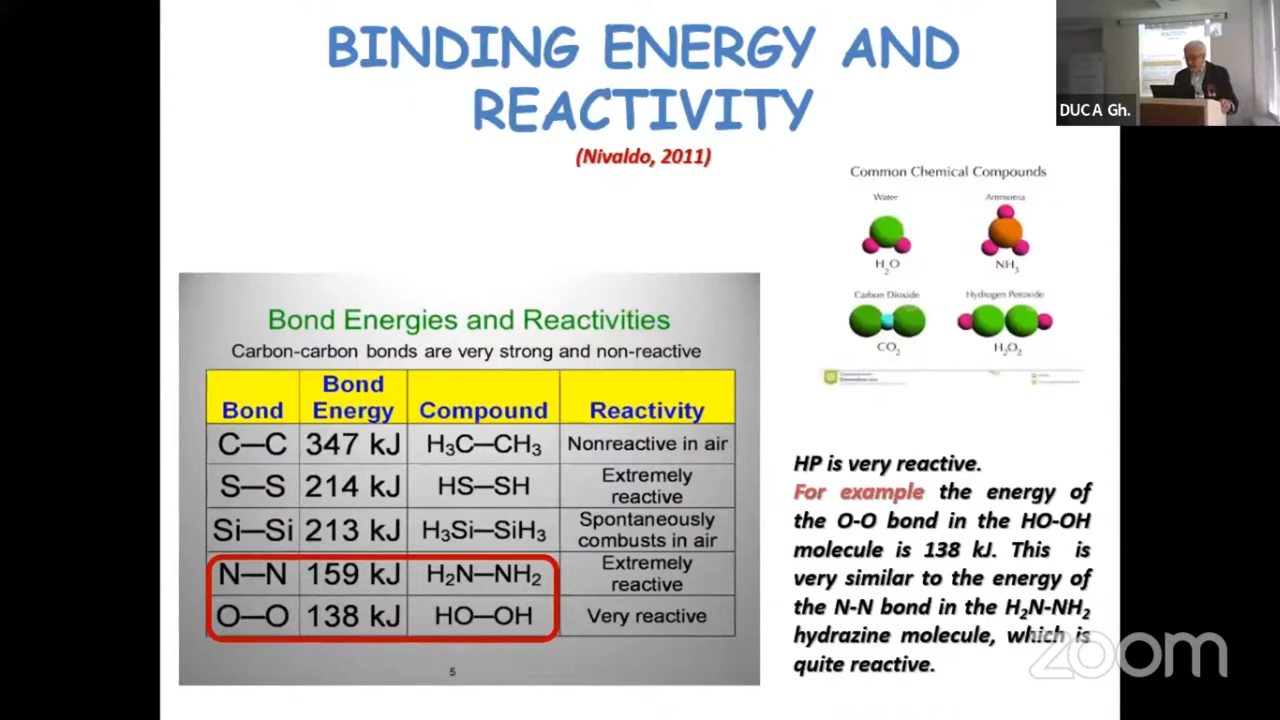 BINDING ENERGY AND
REACTIVITY
(Nivaldo, 2011)
DUCA Gh.
Common Chemical Compounds
Water
Ammonia
H₂O
NH₃
Carbon Dioxide
Hydrogen Peroxide
CO₂
H₂O₂
Bond Energies and Reactivities
Carbon-carbon bonds are very strong and non-reactive
Bond
Bond
Energy
Compound
Reactivity
C—C
347 kJ
H₃C—CH₃
Nonreactive in air
S—S
214 kJ
HS—SH
Extremely
reactive
Si—Si
213 kJ
H₃Si—SiH₃
Spontaneously
combusts in air
N—N
159 kJ
H₂N—NH₂
Extremely
reactive
O—O
138 kJ
HO—OH
Very reactive
5
HP is very reactive.
For example the energy of
the O-O bond in the HO-OH
molecule is 138 kJ. This is
very similar to the energy of
the N-N bond in the H₂N-NH₂
hydrazine molecule, which is
quite reactive.
zoom